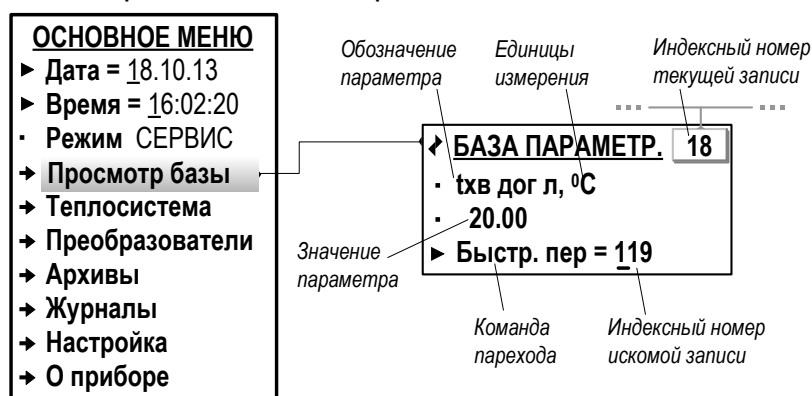 ОСНОВНОЕ МЕНЮ
Дата = 18.10.13
Время = 16:02:20
Режим СЕРВИС
Просмотр базы
Теплосистема
Преобразователи
Архивы
Журналы
Настройка
О приборе
Обозначение
параметра
Единицы
измерения
Индексный номер
текущей записи
БАЗА ПАРАМЕТР. 18
tхв дог л, ⁰С
20.00
Быстр. пер = 119
Значение
параметра
Команда
парехода
Индексный номер
искомой записи